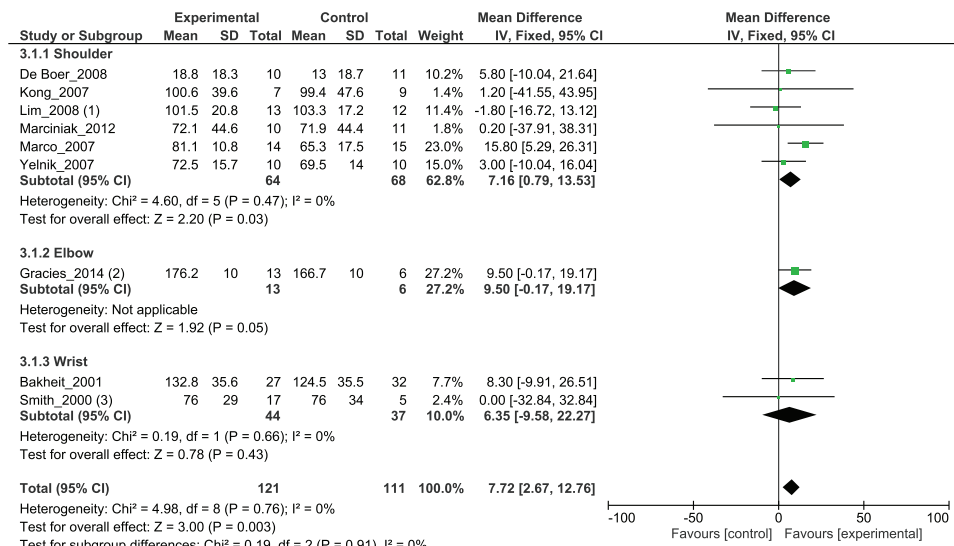 Experimental Control Mean Difference Mean Difference
Study or Subgroup Mean SD Total Mean SD Total Weight IV, Fixed, 95% CI IV, Fixed, 95% CI
3.1.1 Shoulder
De Boer_2008 18.8 18.3 10 13 18.7 11 10.2% 5.80 [-10.04, 21.64]
Kong_2007 100.6 39.6 7 99.4 47.6 9 1.4% 1.20 [-41.55, 43.95]
Lim_2008 (1) 101.5 20.8 13 103.3 17.2 12 11.4% -1.80 [-16.72, 13.12]
Marciniak_2012 72.1 44.6 10 71.9 44.4 11 1.8% 0.20 [-37.91, 38.31]
Marco_2007 81.1 10.8 14 65.3 17.5 15 23.0% 15.80 [5.29, 26.31]
Yelnik_2007 72.5 15.7 10 69.5 14 10 15.0% 3.00 [-10.04, 16.04]
Subtotal (95% CI) 64 68 62.8% 7.16 [0.79, 13.53]
Heterogeneity: Chi² = 4.60, df = 5 (P = 0.47); I² = 0%
Test for overall effect: Z = 2.20 (P = 0.03)
3.1.2 Elbow
Gracies_2014 (2) 176.2 10 13 166.7 10 6 27.2% 9.50 [-0.17, 19.17]
Subtotal (95% CI) 13 6 27.2% 9.50 [-0.17, 19.17]
Heterogeneity: Not applicable
Test for overall effect: Z = 1.92 (P = 0.05)
3.1.3 Wrist
Bakheit_2001 132.8 35.6 27 124.5 35.5 32 7.7% 8.30 [-9.91, 26.51]
Smith_2000 (3) 76 29 17 76 34 5 2.4% 0.00 [-32.84, 32.84]
Subtotal (95% CI) 44 37 10.0% 6.35 [-9.58, 22.27]
Heterogeneity: Chi² = 0.19, df = 1 (P = 0.66); I² = 0%
Test for overall effect: Z = 0.78 (P = 0.43)
Total (95% CI) 121 111 100.0% 7.72 [2.67, 12.76]
Heterogeneity: Chi² = 4.98, df = 8 (P = 0.76); I² = 0%
-100 -50 0 50 100
Test for overall effect: Z = 3.00 (P = 0.003)
Favours [control] Favours [experimental]
Test for subgroup differences: Chi² = 0.19, df = 2 (P = 0.91), I² = 0%